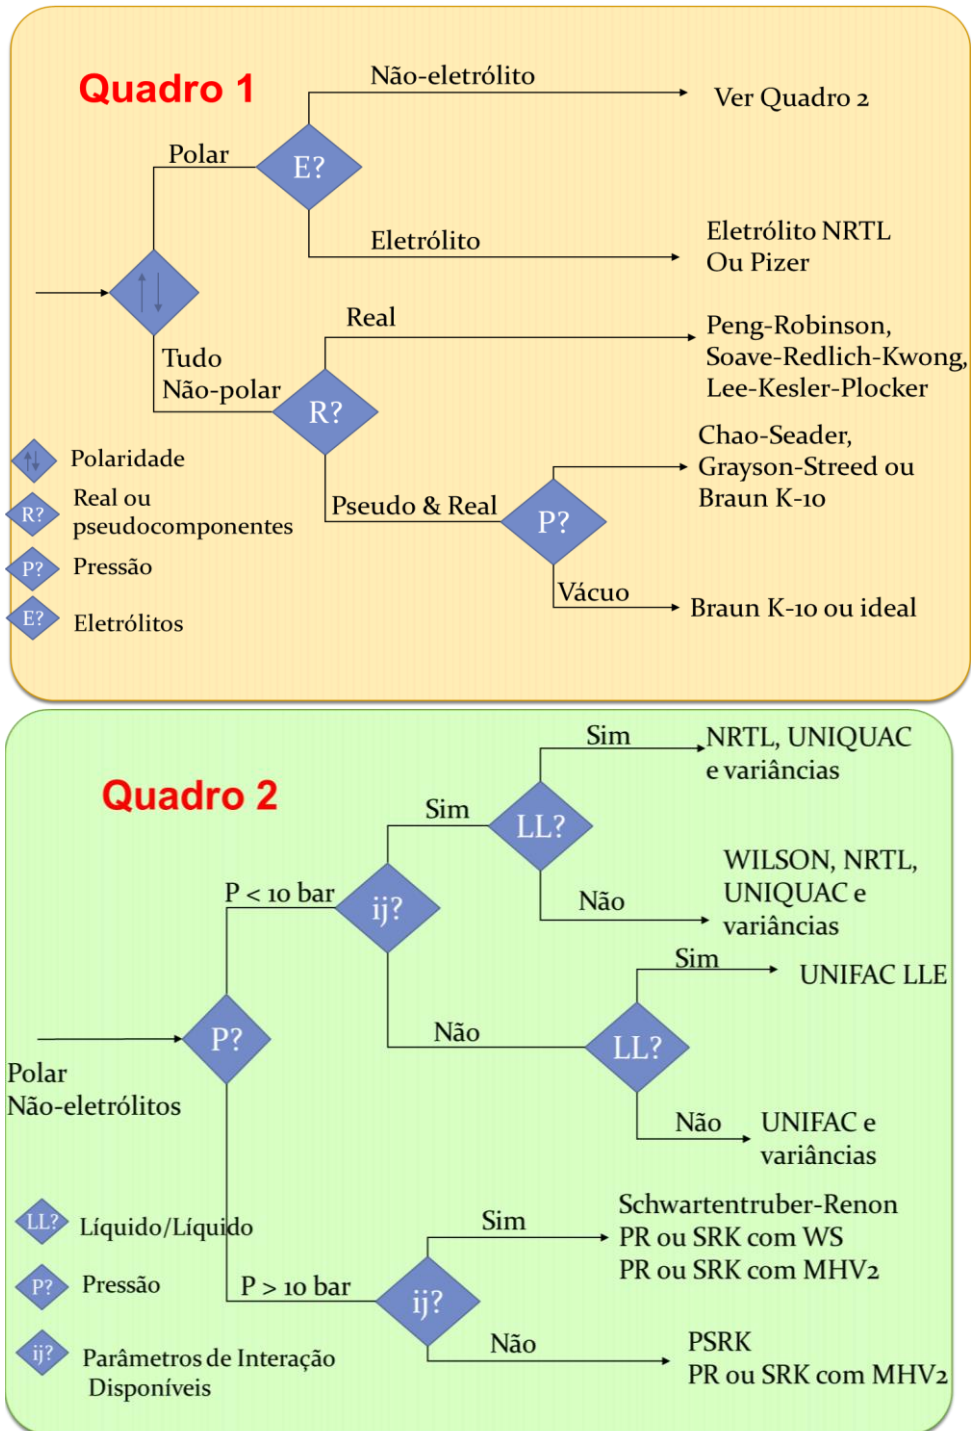 Quadro 1
Não-eletrólito
Ver Quadro 2
Polar
E?
Eletrólito
Eletrólito NRTL
Ou Pizer
Real
Peng-Robinson,
Soave-Redlich-Kwong,
Lee-Kesler-Plocker
Tudo
Não-polar
R?
Chao-Seader,
Grayson-Streed ou
Braun K-10
Pseudo & Real
P?
Vácuo
Braun K-10 ou ideal
Polaridade
R?
Real ou
pseudocomponentes
P?
Pressão
E?
Eletrólitos
Quadro 2
Sim
NRTL, UNIQUAC
e variâncias
Sim
LL?
WILSON, NRTL,
UNIQUAC e
variâncias
Não
P < 10 bar
ij?
Sim
UNIFAC LLE
Não
LL?
P?
Polar
Não-eletrólitos
Não
UNIFAC e
variâncias
LL?
Líquido/Líquido
Sim
Schwartentruber-Renon
PR ou SRK com WS
PR ou SRK com MHV2
P?
Pressão
P > 10 bar
ij?
Não
PSRK
PR ou SRK com MHV2
ij?
Parâmetros de Interação
Disponíveis